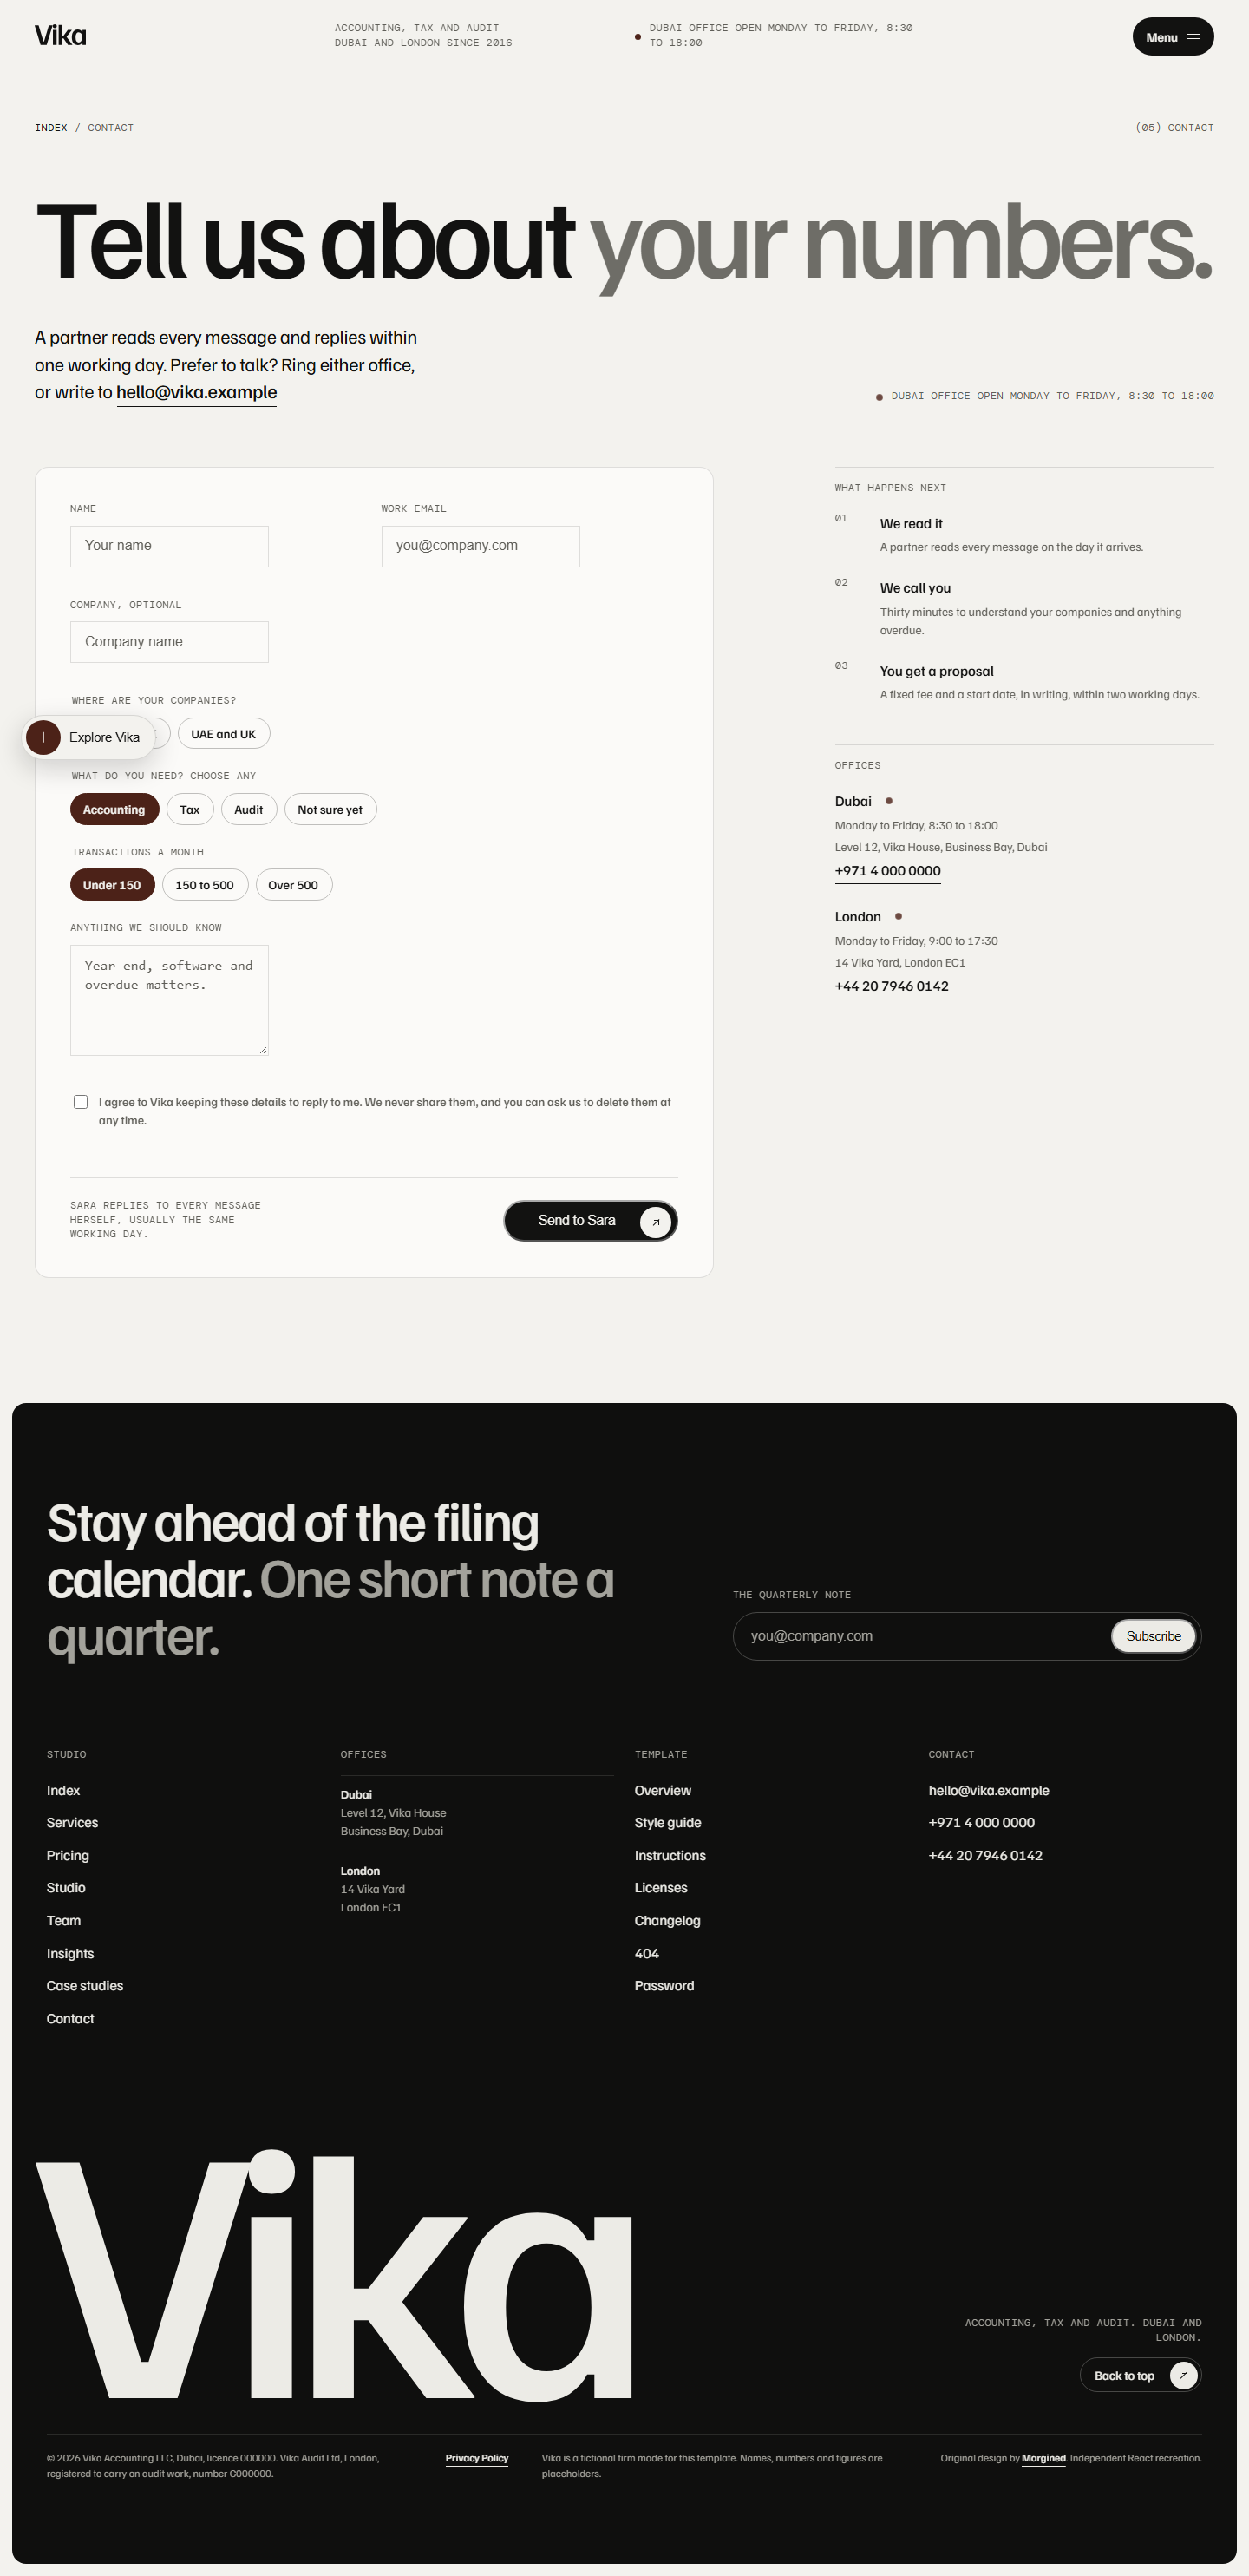 Vika
ACCOUNTING, TAX AND AUDIT
DUBAI AND LONDON SINCE 2016
DUBAI OFFICE OPEN MONDAY TO FRIDAY, 8:30
TO 18:00
Menu
INDEX / CONTACT
(05) CONTACT
Tell us about your numbers.
A partner reads every message and replies within
one working day. Prefer to talk? Ring either office,
or write to hello@vika.example
DUBAI OFFICE OPEN MONDAY TO FRIDAY, 8:30 TO 18:00
NAME
Your name
WORK EMAIL
you@company.com
COMPANY, OPTIONAL
Company name
WHERE ARE YOUR COMPANIES?
UAE and UK
Explore Vika
WHAT DO YOU NEED? CHOOSE ANY
Accounting
Tax
Audit
Not sure yet
TRANSACTIONS A MONTH
Under 150
150 to 500
Over 500
ANYTHING WE SHOULD KNOW
Year end, software and
overdue matters.
I agree to Vika keeping these details to reply to me. We never share them, and you can ask us to delete them at
any time.
SARA REPLIES TO EVERY MESSAGE
HERSELF, USUALLY THE SAME
WORKING DAY.
Send to Sara
WHAT HAPPENS NEXT
01
We read it
A partner reads every message on the day it arrives.
02
We call you
Thirty minutes to understand your companies and anything
overdue.
03
You get a proposal
A fixed fee and a start date, in writing, within two working days.
OFFICES
Dubai
Monday to Friday, 8:30 to 18:00
Level 12, Vika House, Business Bay, Dubai
+971 4 000 0000
London
Monday to Friday, 9:00 to 17:30
14 Vika Yard, London EC1
+44 20 7946 0142
Stay ahead of the filing
calendar. One short note a
quarter.
THE QUARTERLY NOTE
you@company.com
Subscribe
STUDIO
Index
Services
Pricing
Studio
Team
Insights
Case studies
Contact
OFFICES
Dubai
Level 12, Vika House
Business Bay, Dubai
London
14 Vika Yard
London EC1
TEMPLATE
Overview
Style guide
Instructions
Licenses
Changelog
404
Password
CONTACT
hello@vika.example
+971 4 000 0000
+44 20 7946 0142
Vika
ACCOUNTING, TAX AND AUDIT. DUBAI AND
LONDON.
Back to top
© 2026 Vika Accounting LLC, Dubai, licence 000000. Vika Audit Ltd, London,
registered to carry on audit work, number C000000.
Privacy Policy
Vika is a fictional firm made for this template. Names, numbers and figures are
placeholders.
Original design by Margined. Independent React recreation.